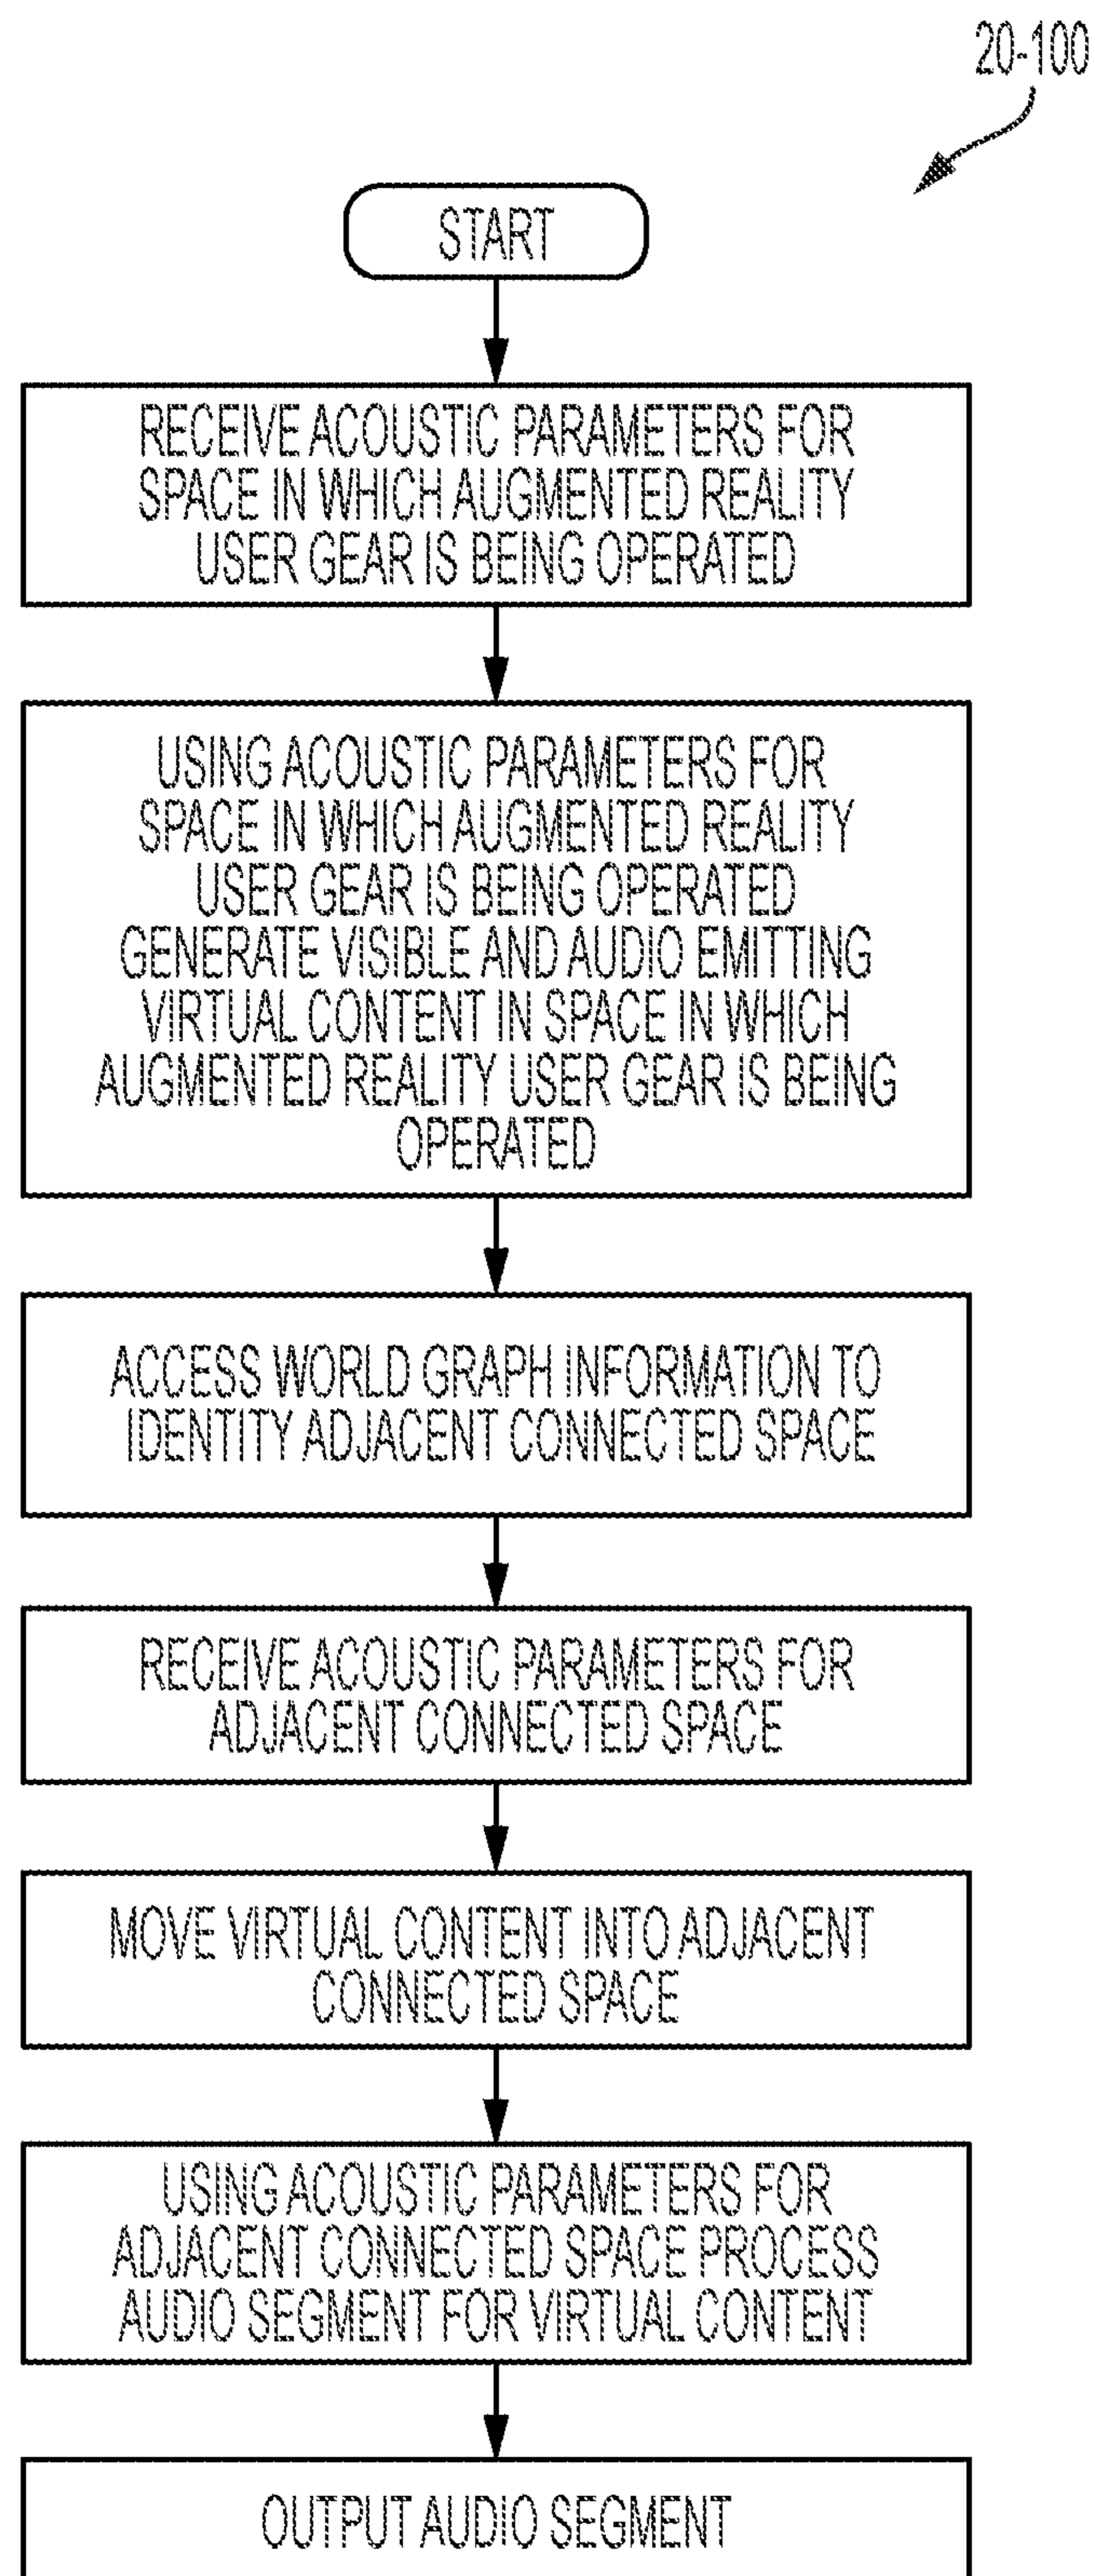 20-100
START
RECEIVE ACOUSTIC PARAMETERS FOR
SPACE IN WHICH AUGMENTED REALITY
USER GEAR IS BEING OPERATED
USING ACOUSTIC PARAMETERS FOR
SPACE IN WHICH AUGMENTED REALITY
USER GEAR IS BEING OPERATED
GENERATE VISIBLE AND AUDIO EMITTING
VIRTUAL CONTENT IN SPACE IN WHICH
AUGMENTED REALITY USER GEAR IS BEING
OPERATED
ACCESS WORLD GRAPH INFORMATION TO
IDENTITY ADJACENT CONNECTED SPACE
RECEIVE ACOUSTIC PARAMETERS FOR
ADJACENT CONNECTED SPACE
MOVE VIRTUAL CONTENT INTO ADJACENT
CONNECTED SPACE
USING ACOUSTIC PARAMETERS FOR
ADJACENT CONNECTED SPACE PROCESS
AUDIO SEGMENT FOR VIRTUAL CONTENT
OUTPUT AUDIO SEGMENT